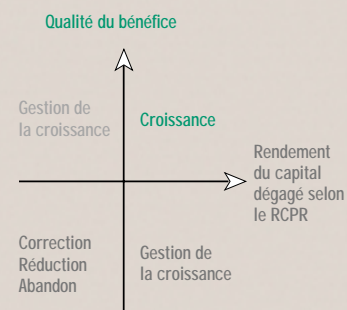 Qualité du bénéfice
Gestion de
la croissance
Croissance
Rendement
du capital
dégagé selon
le RCPR
Correction
Réduction
Abandon
Gestion de
la croissance